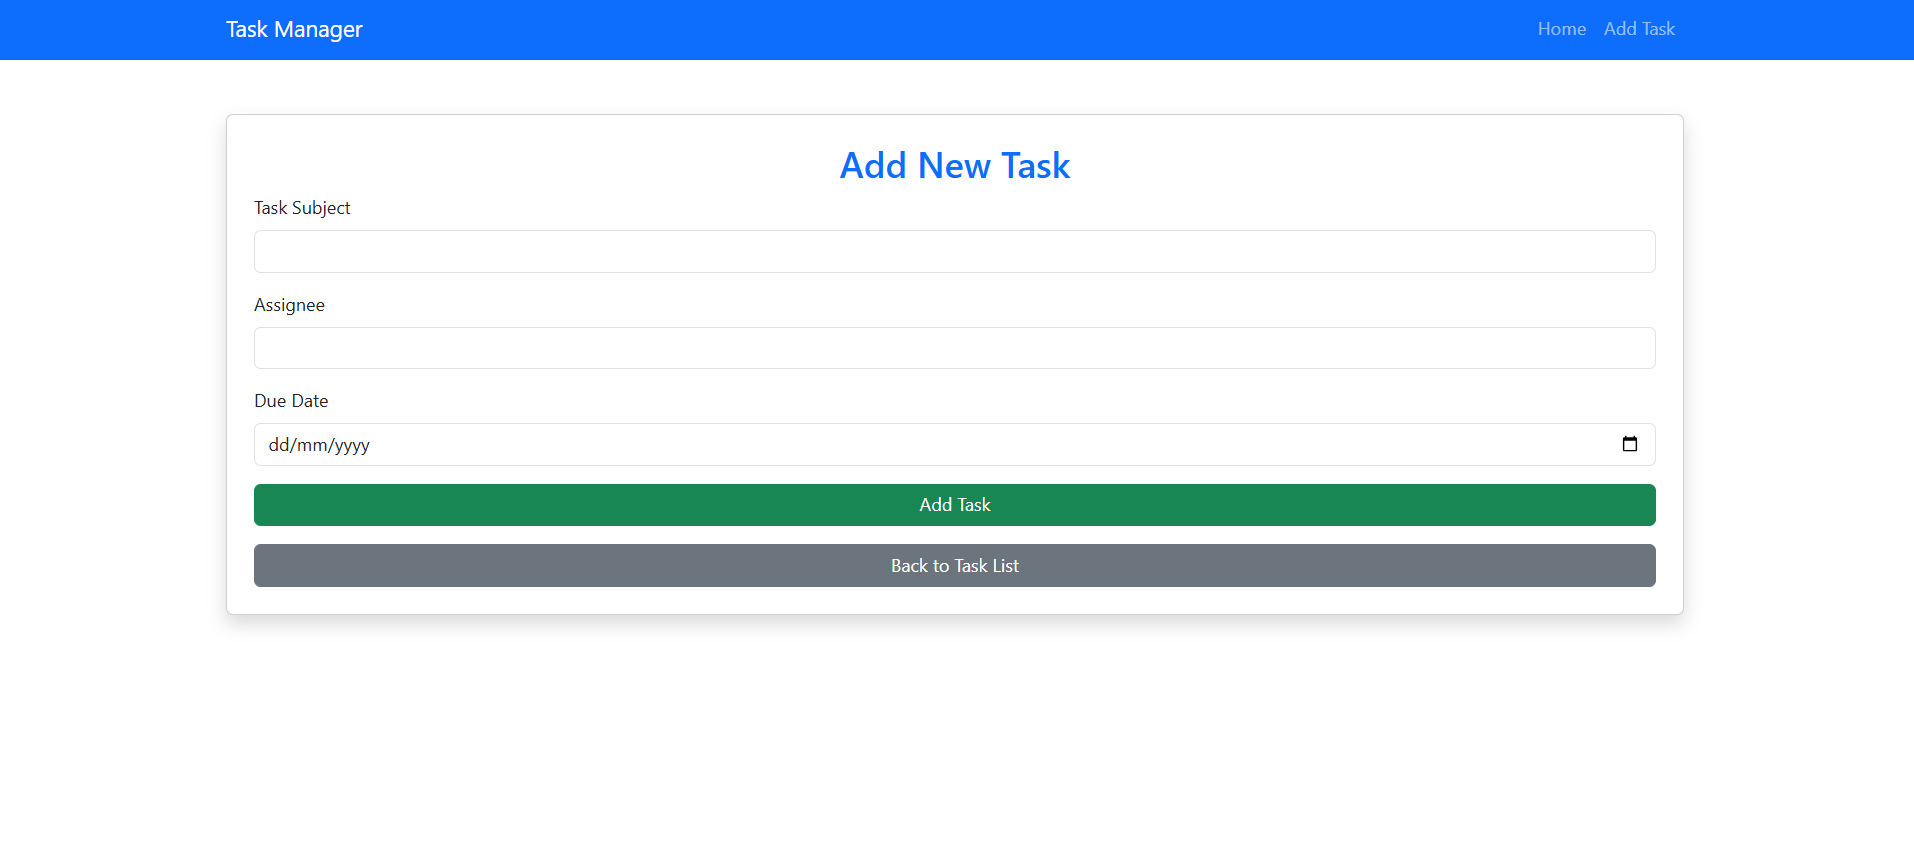 Task Manager Home Add Task
Add New Task
Task Subject
Assignee
Due Date
dd/mm/yyyy
Add Task
Back to Task List